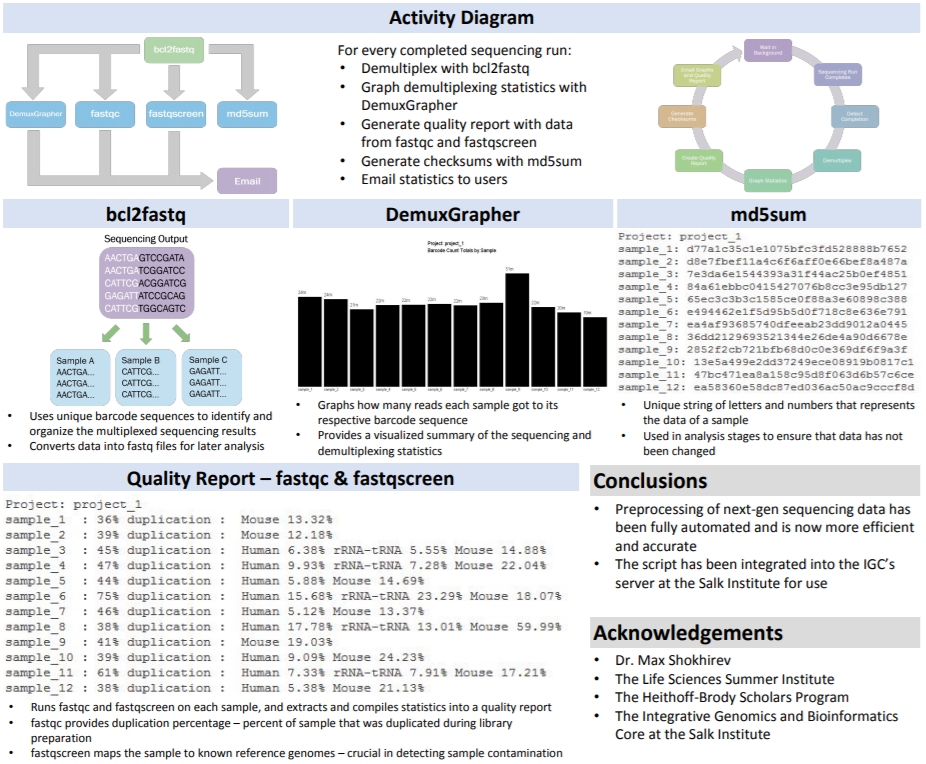 Activity Diagram
bcl2fastq
DemuxGrapher
fastqc
fastqscreen
md5sum
Email
For every completed sequencing run:
• Demultiplex with bcl2fastq
• Graph demultiplexing statistics with
DemuxGrapher
• Generate quality report with data
from fastqc and fastqscreen
• Generate checksums with md5sum
• Email statistics to users
Wait in
Background
Sequencing Run
Completes
Detect
Completion
Demultiplex
Graph Statistics
Create Quality
Report
Generate
Checksums
Email Graphs
and Quality
Report
bcl2fastq
Sequencing Output
AACTGAGTCCGATA
AACTGATCGGATCC
CATTCGACGGATCG
GAGATTATCCGCAG
CATTCGTGGCAGTC
Sample A
AACTGA...
AACTGA...
AACTGA...
Sample B
CATTCG...
CATTCG...
CATTCG...
Sample C
GAGATT...
GAGATT...
GAGATT...
• Uses unique barcode sequences to identify and
organize the multiplexed sequencing results
• Converts data into fastq files for later analysis
DemuxGrapher
Project: project_1
Barcode Count Totals by Sample
• Graphs how many reads each sample got to its
respective barcode sequence
• Provides a visualized summary of the sequencing and
demultiplexing statistics
md5sum
Project: project_1
sample_1: d77a1c35c1e1075bfc3fd528888b7652
sample_2: d8e7fbef11a4c6f6aff0e66bef8a487a
sample_3: 7e3da6e1544393a31f44ac25b0ef4851
sample_4: 84a61ebbc0415427076b8cc3e95db127
sample_5: 65ec3c3b3c1585ce0f88a3e60898c388
sample_6: e494462e1f5d95b5d0f718c8e636e791
sample_7: ea4af93685740dfeeab23dd9012a0445
sample_8: 36dd2129693521344e26de4a90d6678e
sample_9: 2852f2cb721bfb68d0c0e369df6f9a3f
sample_10: 13e5a499e2dd37249ece08919b0817c1
sample_11: 47bc471ea8a158c95d8f063d6b57c6ce
sample_12: ea58360e58dc87ed036ac50ac9cccf8d
• Unique string of letters and numbers that represents
the data of a sample
• Used in analysis stages to ensure that data has not
been changed
Quality Report – fastqc & fastqscreen
Project: project_1
sample_1 : 36% duplication : Mouse 13.32%
sample_2 : 39% duplication : Mouse 12.18%
sample_3 : 45% duplication : Human 6.38% rRNA-tRNA 5.55% Mouse 14.88%
sample_4 : 47% duplication : Human 9.93% rRNA-tRNA 7.28% Mouse 22.04%
sample_5 : 44% duplication : Human 5.88% Mouse 14.69%
sample_6 : 75% duplication : Human 15.68% rRNA-tRNA 23.29% Mouse 18.07%
sample_7 : 46% duplication : Human 5.12% Mouse 13.37%
sample_8 : 38% duplication : Human 17.78% rRNA-tRNA 13.01% Mouse 59.99%
sample_9 : 41% duplication : Mouse 19.03%
sample_10 : 39% duplication : Human 9.09% Mouse 24.23%
sample_11 : 61% duplication : Human 7.33% rRNA-tRNA 7.91% Mouse 17.21%
sample_12 : 38% duplication : Human 5.38% Mouse 21.13%
• Runs fastqc and fastqscreen on each sample, and extracts and compiles statistics into a quality report
• fastqc provides duplication percentage – percent of sample that was duplicated during library
preparation
• fastqscreen maps the sample to known reference genomes – crucial in detecting sample contamination
Conclusions
• Preprocessing of next-gen sequencing data has
been fully automated and is now more efficient
and accurate
• The script has been integrated into the IGC's
server at the Salk Institute for use
Acknowledgements
• Dr. Max Shokhirev
• The Life Sciences Summer Institute
• The Heithoff-Brody Scholars Program
• The Integrative Genomics and Bioinformatics
Core at the Salk Institute